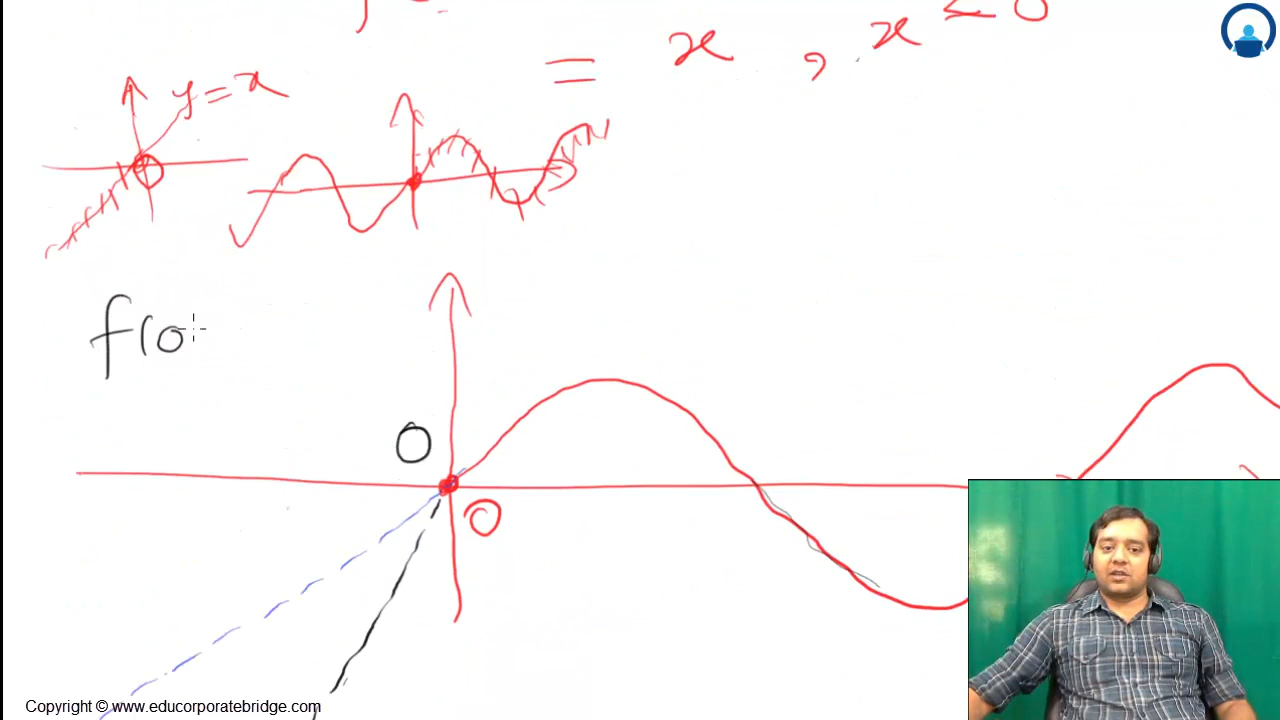 = x , x ≤ 0
y = x
f(0
0
0
Copyright © www.educorporatebridge.com